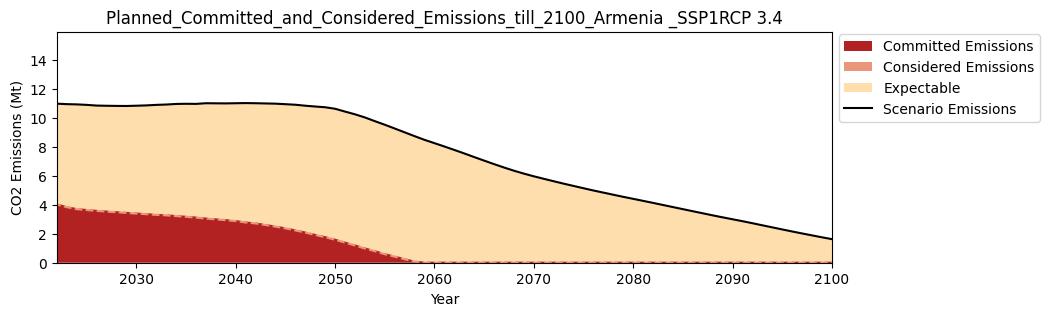 Planned_Committed_and_Considered_Emissions_till_2100_Armenia _SSP1RCP 3.4
Committed Emissions
Considered Emissions
Expectable
Scenario Emissions
CO2 Emissions (Mt)
14
12
10
8
6
4
2
0
2030 2040 2050 2060 2070 2080 2090 2100
Year